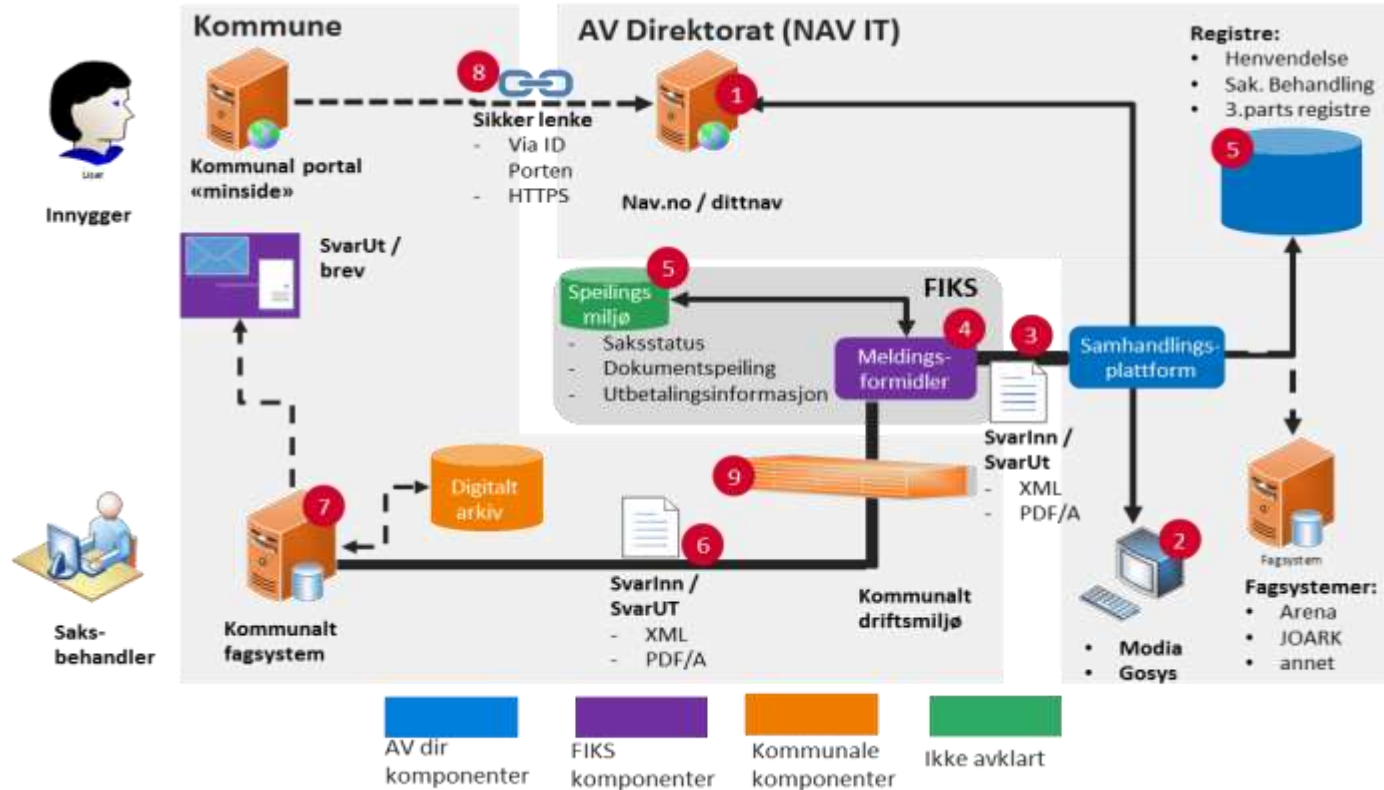 Kommune
AV Direktorat (NAV IT)
Registre:
• Henvendelse
• Sak. Behandling
• 3.parts registre
8
1
5
Sikker lenke
- Via ID
Porten
- HTTPS
User
Innygger
Kommunal portal
«minside»
Nav.no / dittnav
SvarUt /
brev
5
FIKS
Speilings
miljø
- Saksstatus
- Dokumentspeiling
- Utbetalingsinformasjon
4
3
Meldings-
formidler
Samhandlings-
plattform
SvarInn /
SvarUt
- XML
- PDF/A
9
7
Digitalt
arkiv
6
2
SvarInn /
SvarUT
- XML
- PDF/A
Kommunalt
driftsmiljø
Saks-
behandler
Kommunalt
fagsystem
• Modia
• Gosys
Fagsystem
Fagsystemer:
• Arena
• JOARK
• annet
AV dir
komponenter
FIKS
komponenter
Kommunale
komponenter
Ikke avklart